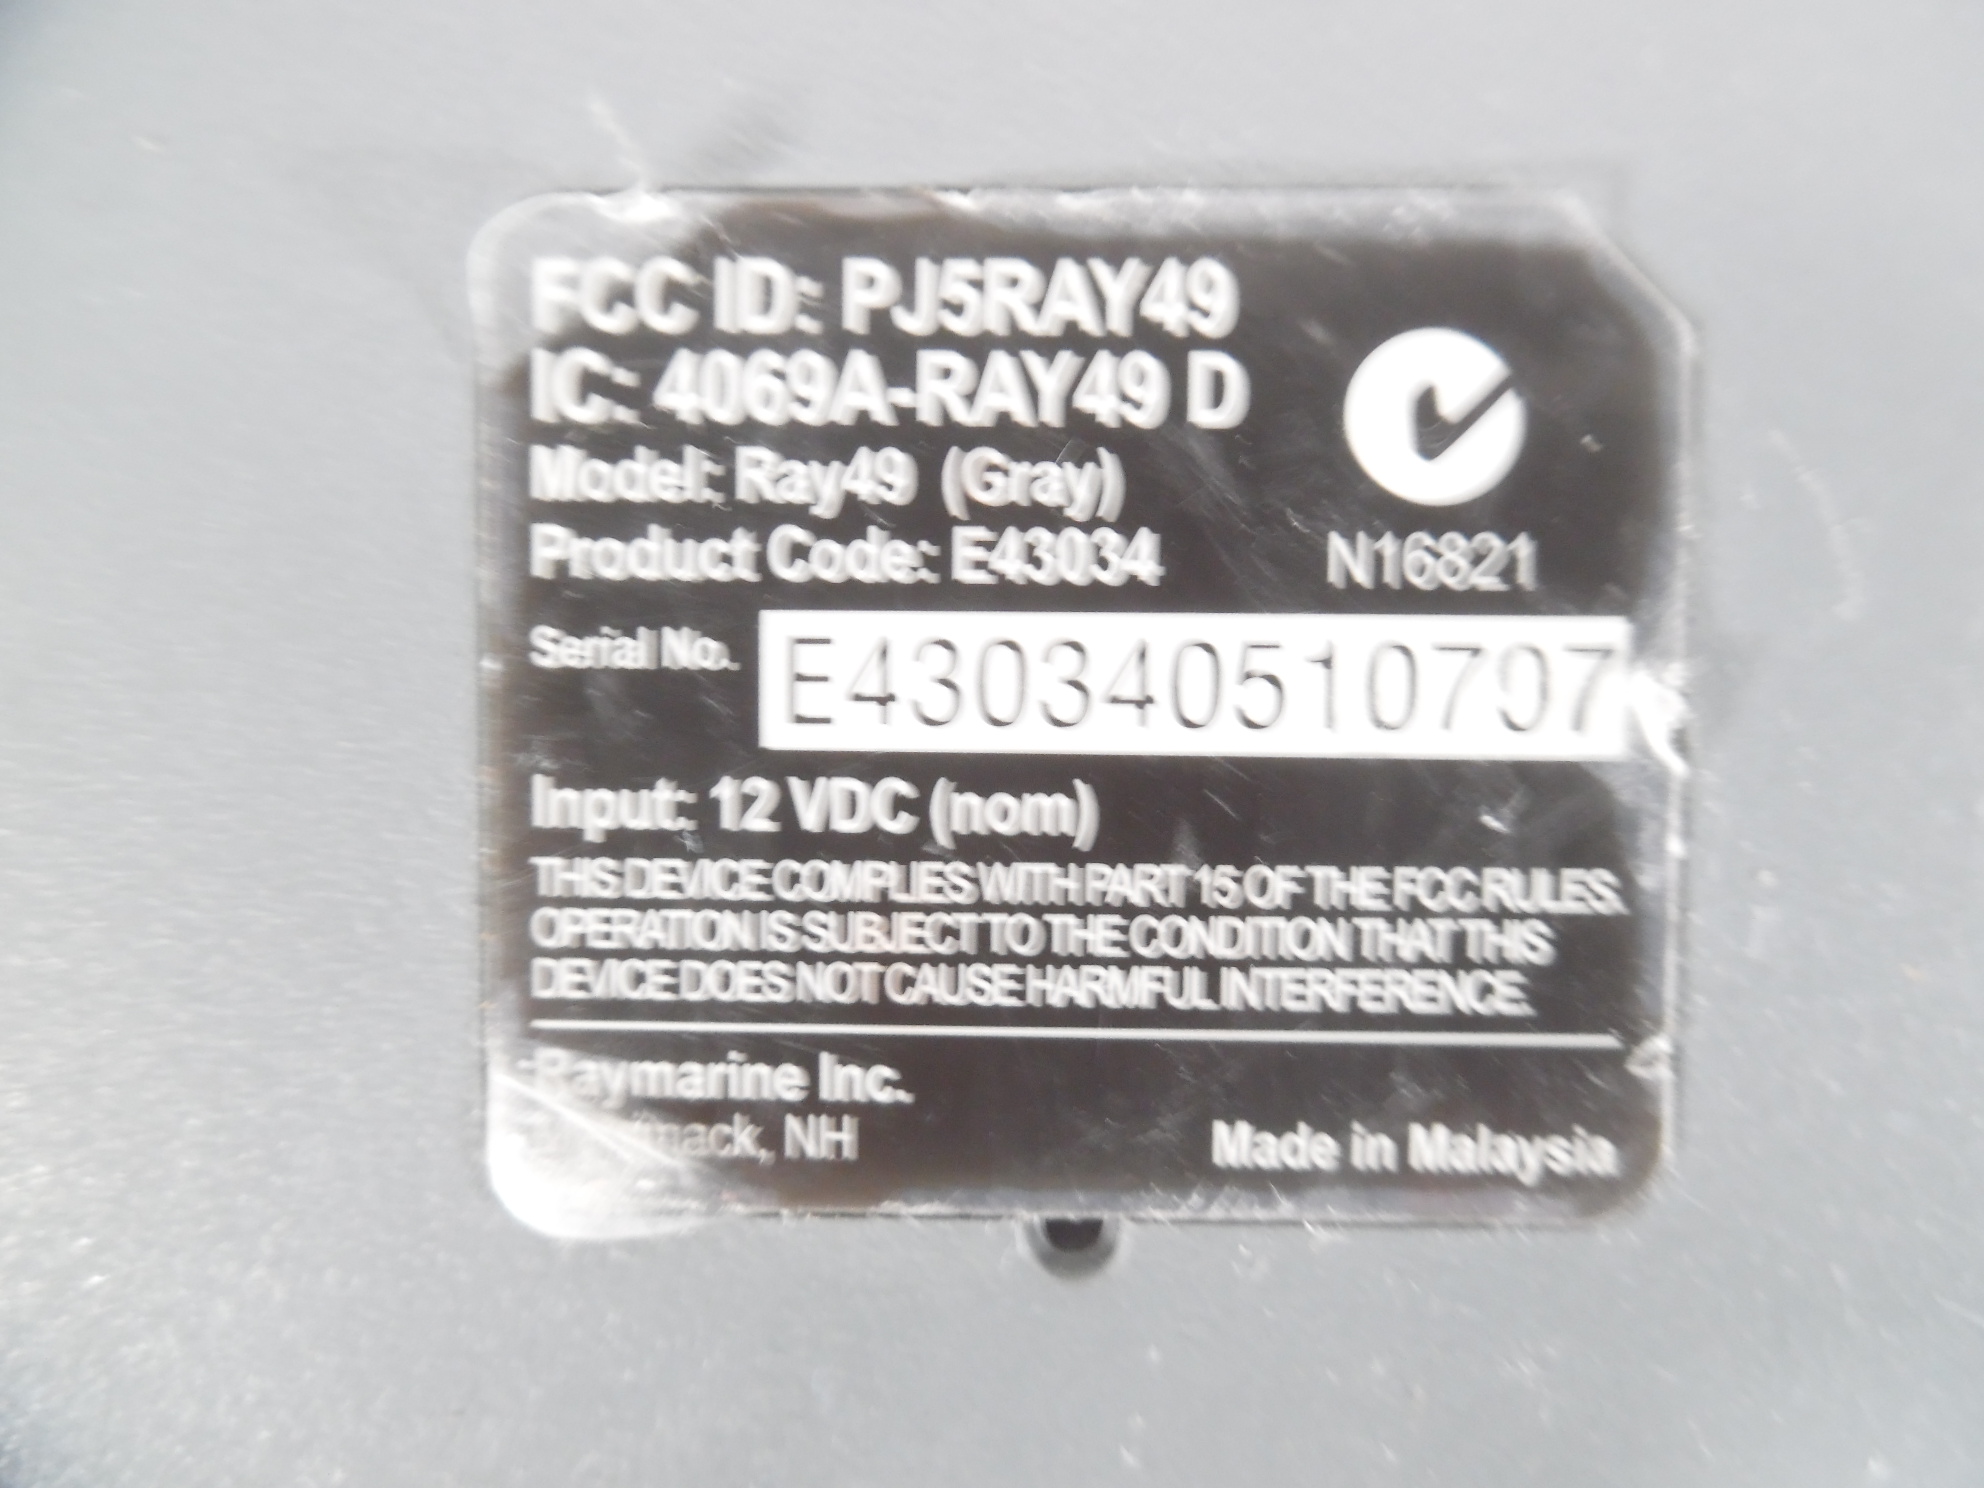 FCC ID: PJ5RAY49
IC: 4069A-RAY49 D
Model: Ray49 (Gray)
Product Code: E43034
N16821
Serial No. E430340510707
Input: 12 VDC (nom)
THIS DEVICE COMPLIES WITH PART 15 OF THE FCC RULES.
OPERATION IS SUBJECT TO THE CONDITION THAT THIS
DEVICE DOES NOT CAUSE HARMFUL INTERFERENCE.
Raymarine Inc.
NH
Made in Malaysia